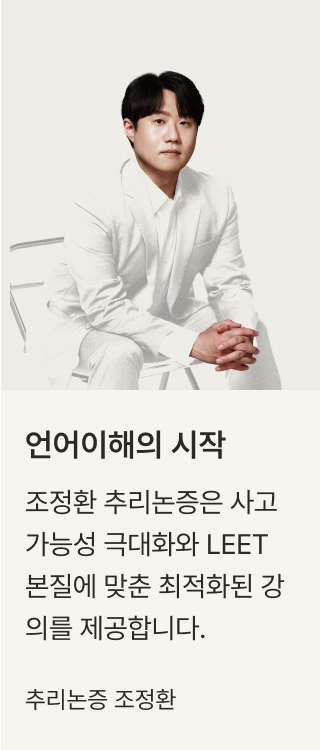 언어이해의 시작
조정환 추리논증은 사고
가능성 극대화와 LEET
본질에 맞춘 최적화된 강
의를 제공합니다.
추리논증 조정환